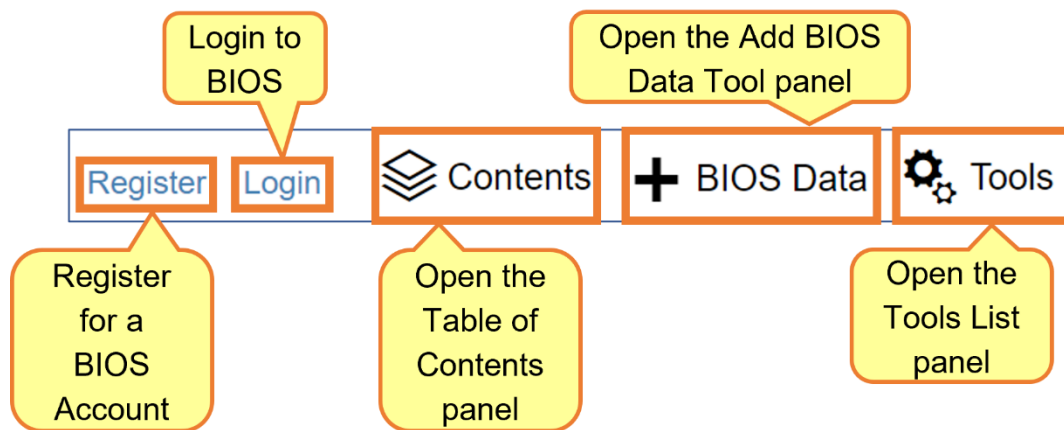 Login to
BIOS
Open the Add BIOS
Data Tool panel
Register
Login
Contents
BIOS Data
Tools
Register
for a
BIOS
Account
Open the
Table of
Contents
panel
Open the
Tools List
panel